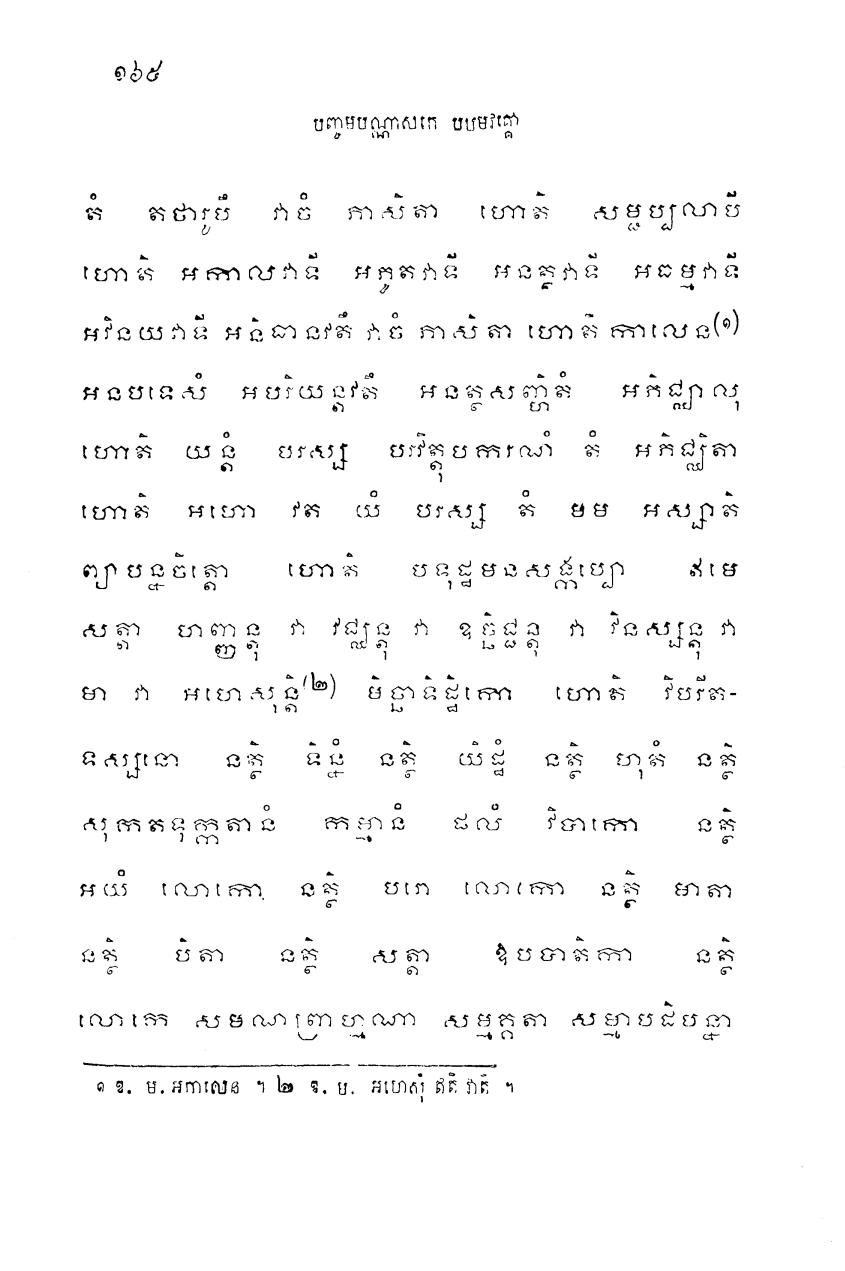 ១៦៥
បញ្ចមបណ្ណាសកេ បឋមវគ្គោ
តំ តថារូបឹ វាចំ ភាសិតា ហោតិ សម្ផប្បលាបី
ហោតិ អកាលវាទី អភូតវាទី អនត្ថវាទី អធម្មវាទី
អវិនយវាទី អនិធានវតឹ វាចំ ភាសិតា ហោតិ កាលេន(១)
អនបទេសំ អបរិយន្តវតឹ អនត្ថសញ្ហិតំ អភិជ្ឈាលុ
ហោតិ យន្តំ បរស្ស បរវិត្តុបករណំ តំ អភិជ្ឈិតា
ហោតិ អហោ វត យំ បរស្ស តំ មម អស្សាតិ
ព្យាបន្នចិត្តោ ហោតិ បទុដ្ឋមនសង្កប្បោ ឥមេ
សត្តា ហញ្ញន្តុ វា វជ្ឈន្តុ វា ឧច្ឆិជ្ជន្តុ វា វិនស្សន្តុ វា
មា វា អហេសុន្តិ(២) មិច្ឆាទិដ្ឋិកោ ហោតិ វិបរីត-
ទស្សនោ នត្ថិ ទិន្នំ នត្ថិ យិដ្ឋំ នត្ថិ ហុតំ នត្ថិ
សុកតទុក្កតានំ កម្មានំ ផលំ វិបាកោ នត្ថិ
អយំ លោកោ នត្ថិ បរោ លោកោ នត្ថិ មាតា
នត្ថិ បិតា នត្ថិ សត្តា ឱបបាតិកា នត្ថិ
លោកេ សមណព្រាហ្មណា សម្មគ្គតា សម្មាបដិបន្នា
១ ឱ. ម. អកាលេន ។ ២ ឱ. ម. អហេសុំ ឥតិ វាតិ ។